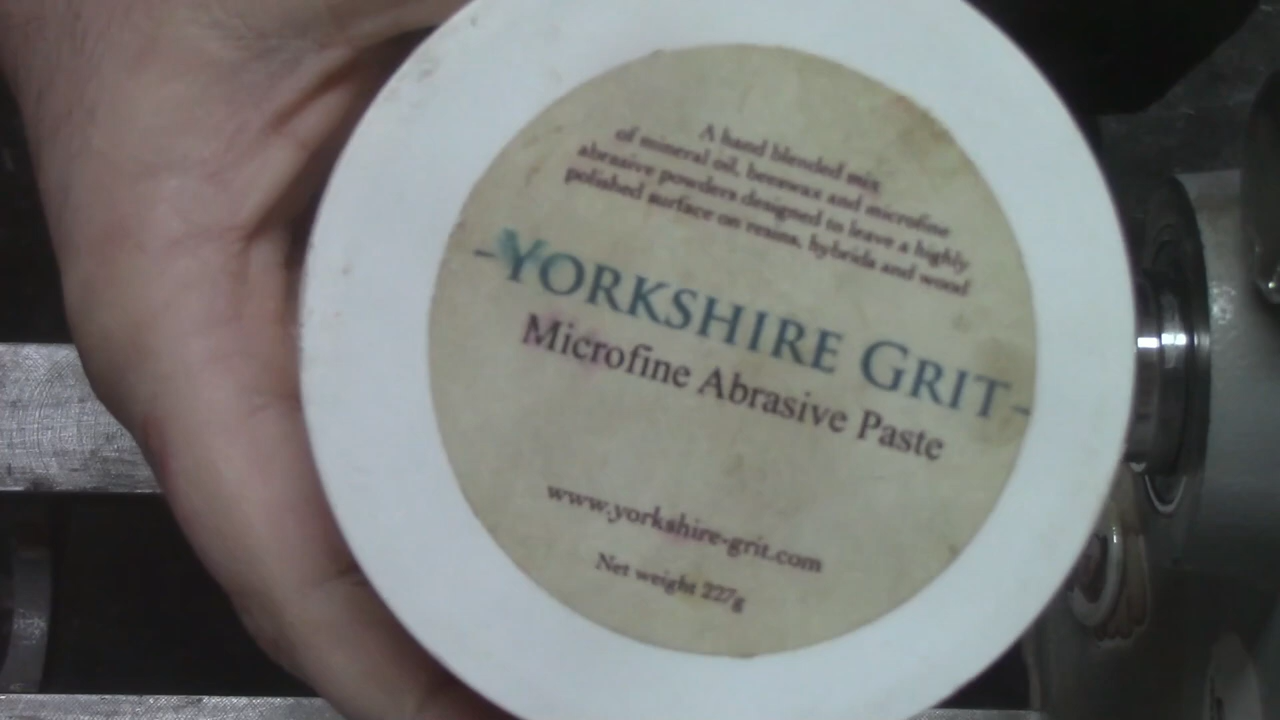 A hand blended mix
of mineral oil, beeswax and microfine
abrasive powders designed to leave a highly
polished surface on resins, hybrids and wood
-YORKSHIRE GRIT-
Microfine Abrasive Paste
www.yorkshire-grit.com
Net weight 227g